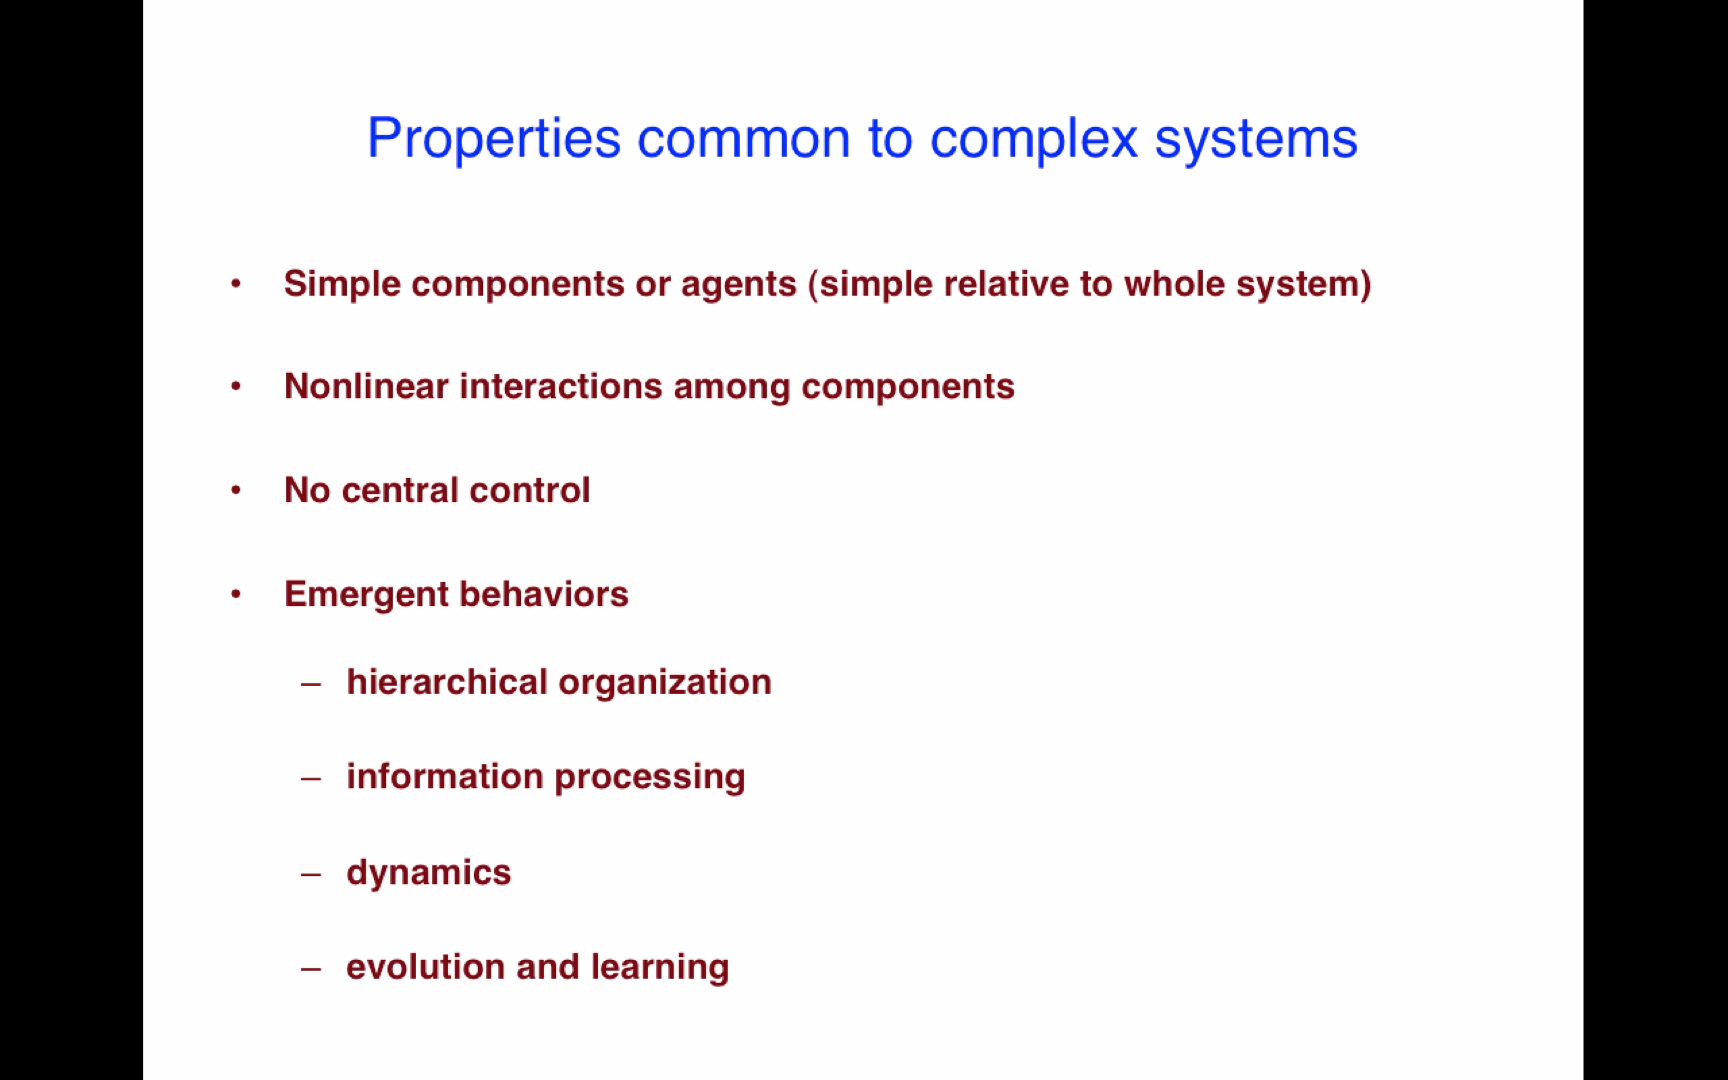 Properties common to complex systems
• Simple components or agents (simple relative to whole system)
• Nonlinear interactions among components
• No central control
• Emergent behaviors
– hierarchical organization
– information processing
– dynamics
– evolution and learning